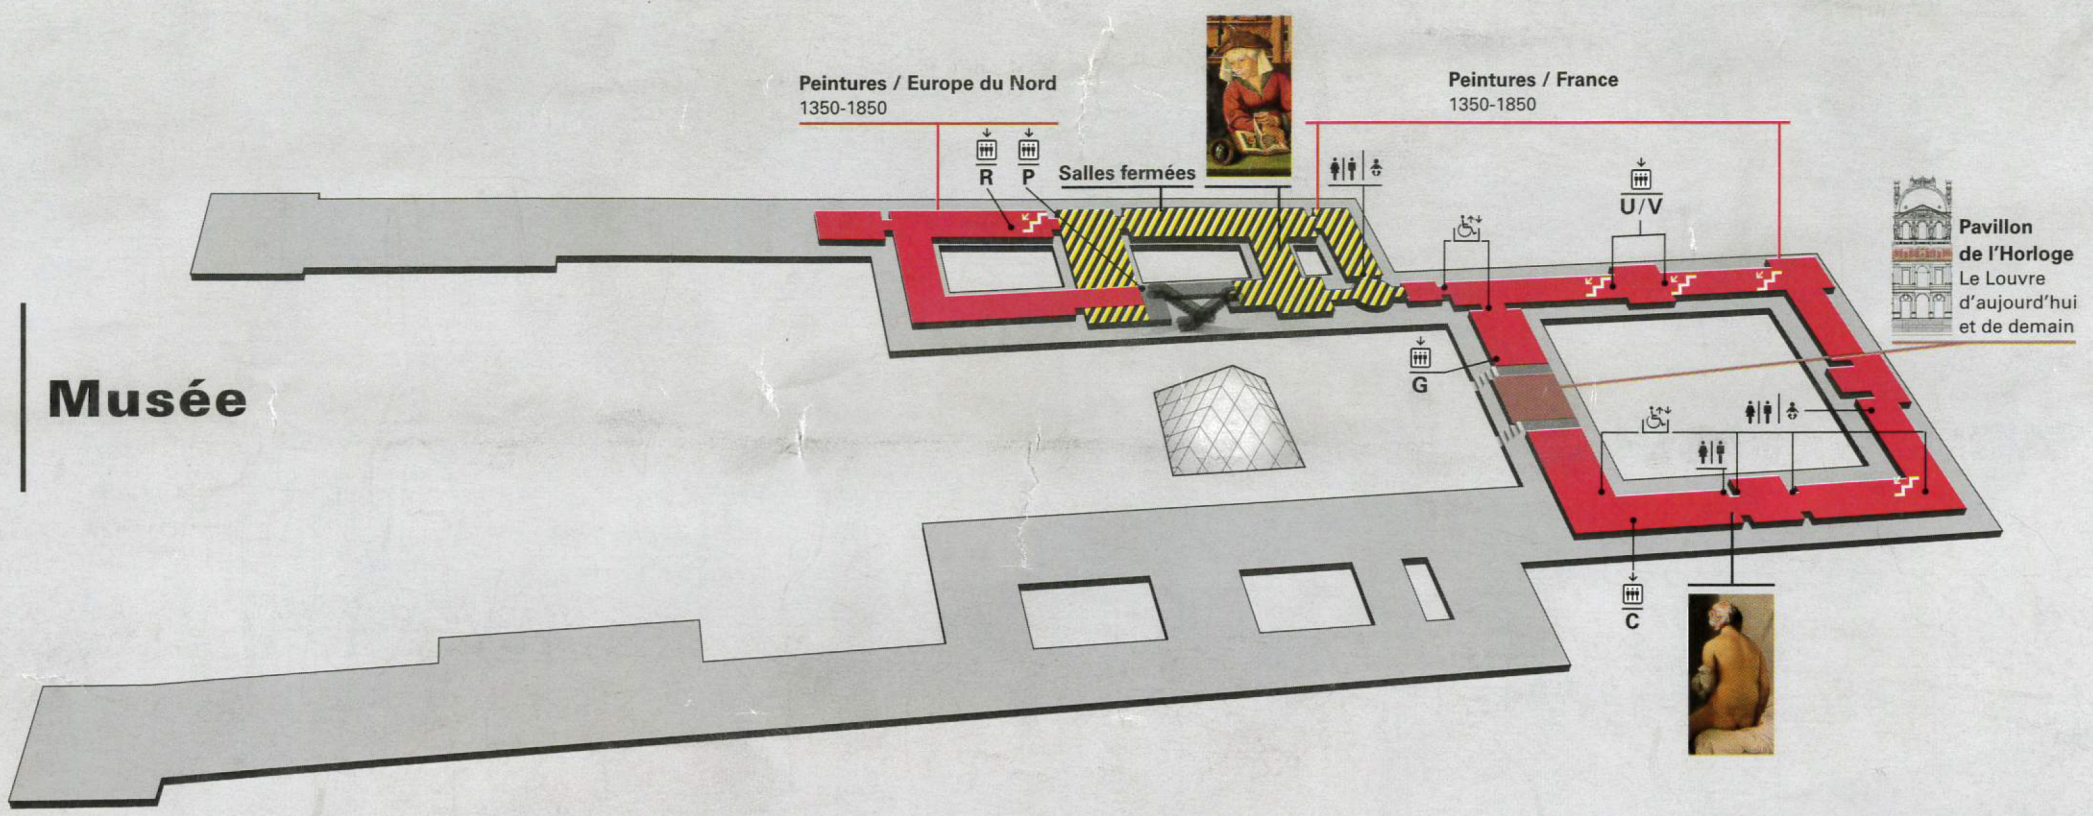 Peintures / Europe du Nord
1350-1850
Peintures / France
1350-1850
R
P
Salles fermées
U/V
Pavillon
de l'Horloge
Le Louvre
d'aujourd'hui
et de demain
G
Musée
C